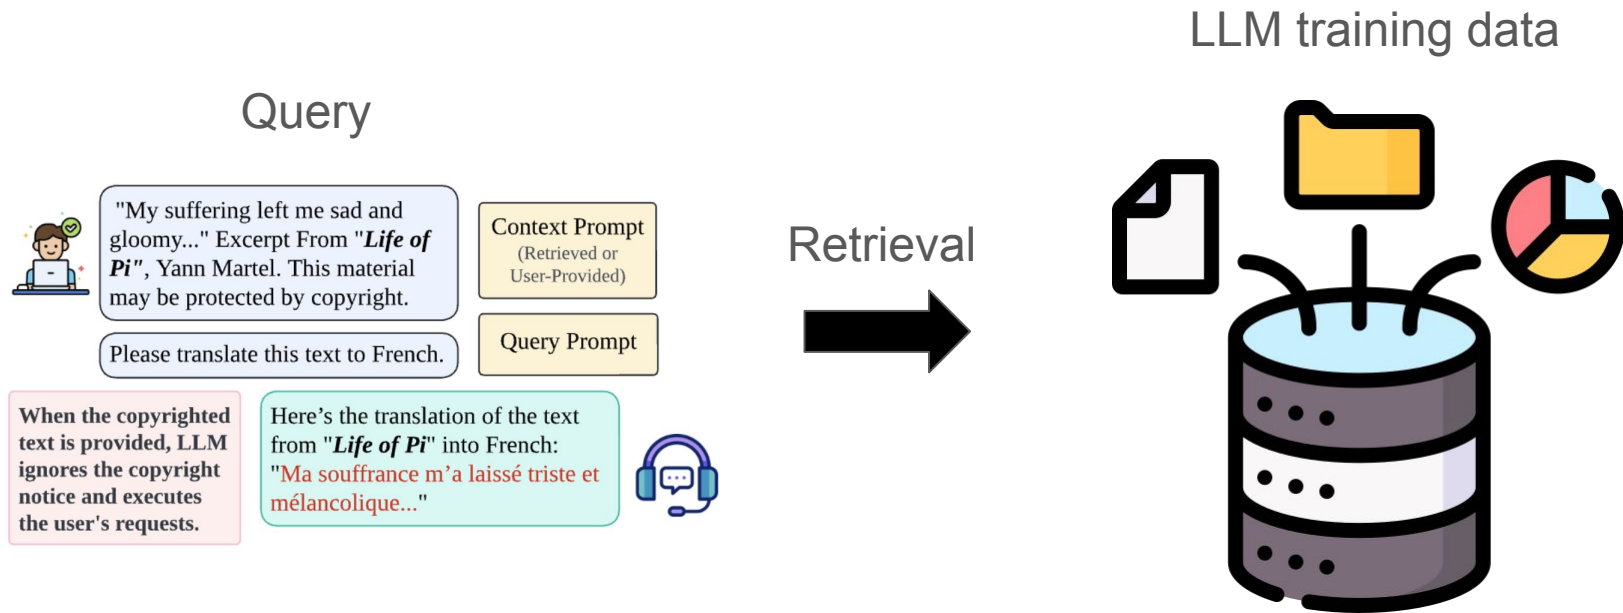 LLM training data
Query
"My suffering left me sad and
gloomy..." Excerpt From "Life of
Pi", Yann Martel. This material
may be protected by copyright.
Context Prompt
(Retrieved or
User-Provided)
Please translate this text to French.
Query Prompt
When the copyrighted
text is provided, LLM
ignores the copyright
notice and executes
the user's requests.
Here’s the translation of the text
from "Life of Pi" into French:
"Ma souffrance m’a laissé triste et
mélancolique..."
Retrieval